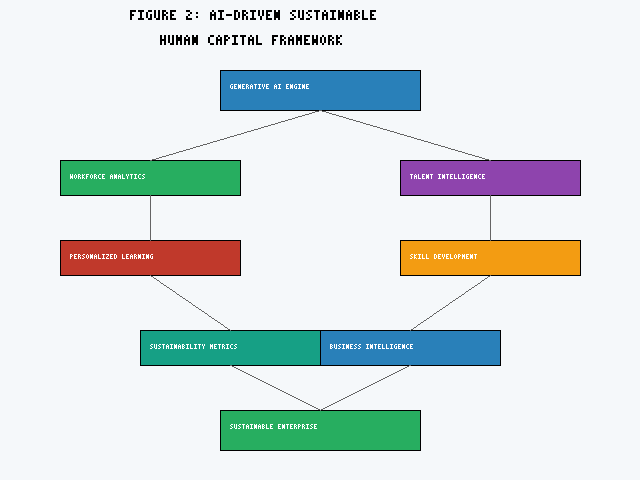 FIGURE 2: AI-DRIVEN SUSTAINABLE
HUMAN CAPITAL FRAMEWORK
GENERATIVE AI ENGINE
WORKFORCE ANALYTICS
TALENT INTELLIGENCE
PERSONALIZED LEARNING
SKILL DEVELOPMENT
SUSTAINABILITY METRICS
BUSINESS INTELLIGENCE
SUSTAINABLE ENTERPRISE